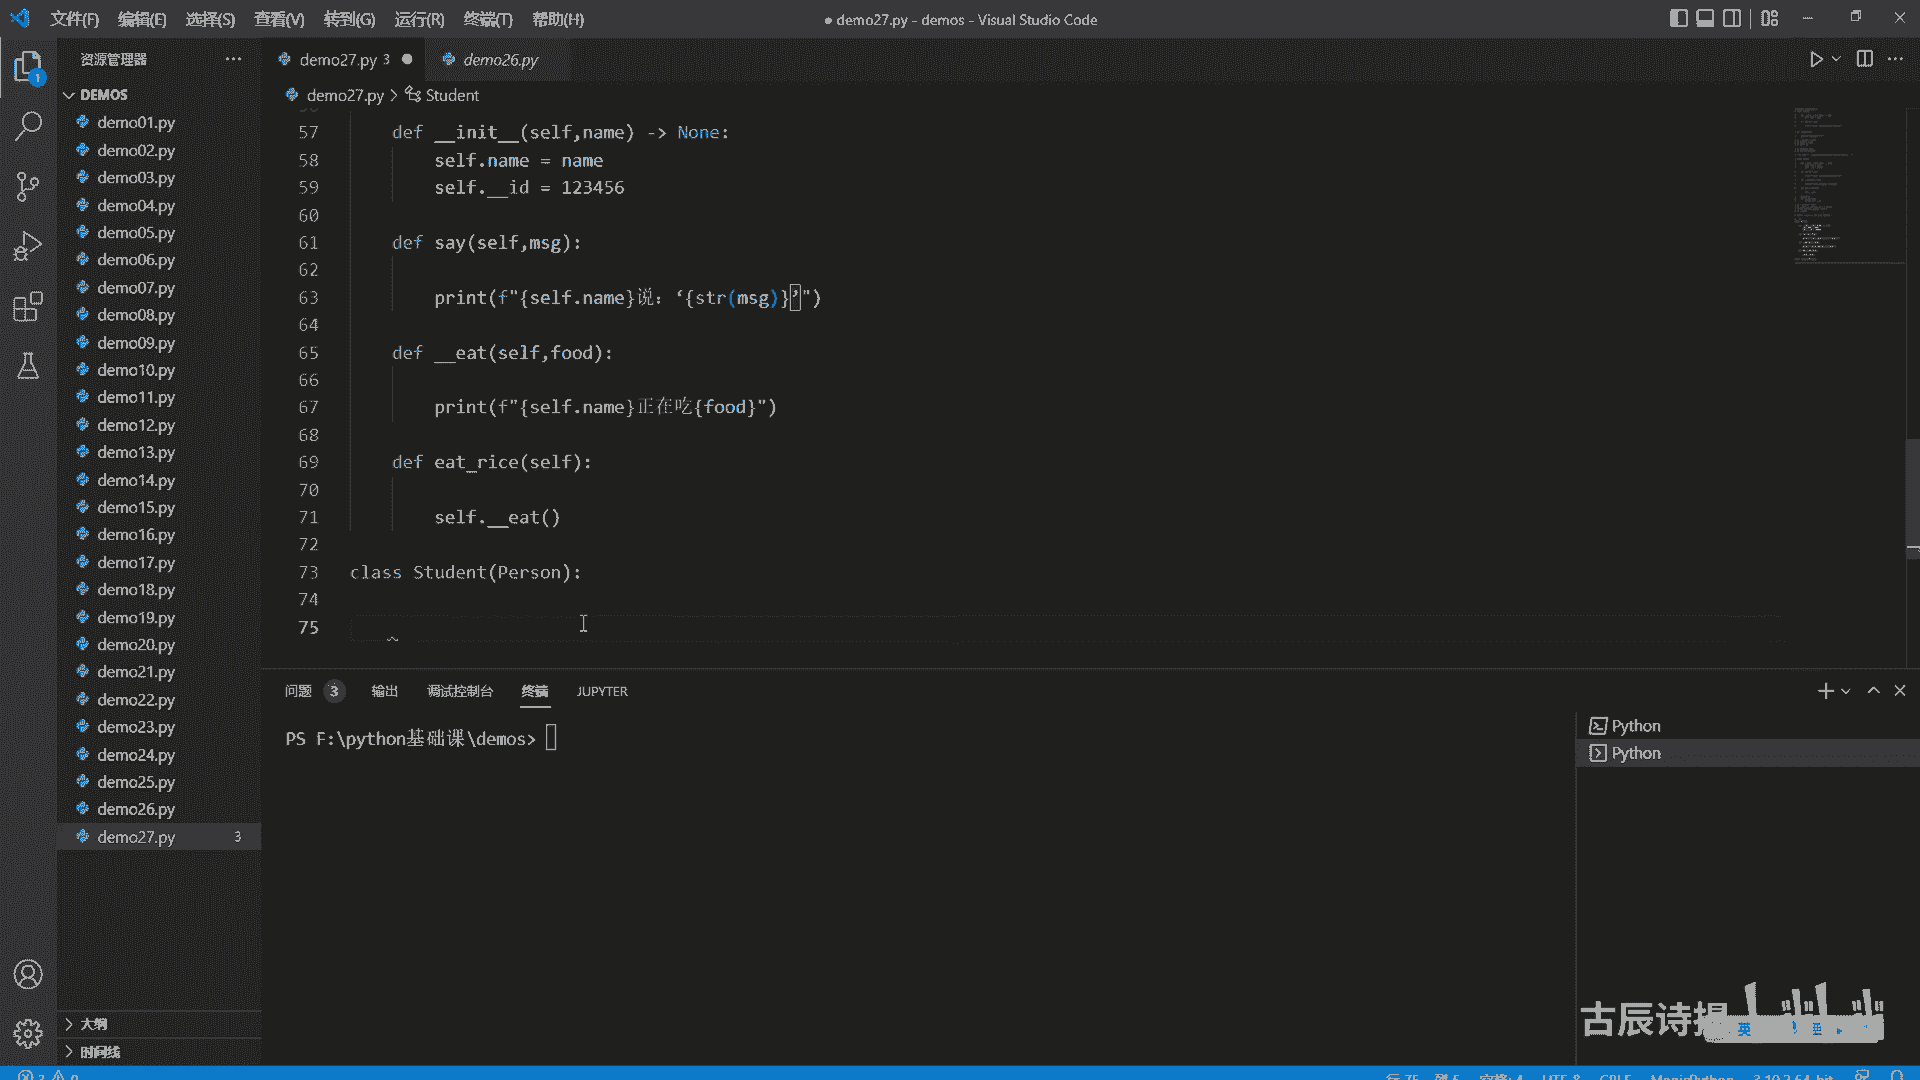 文件(F) 编辑(E) 选择(S) 查看(V) 转到(G) 运行(R) 终端(T) 帮助(H)
● demo27.py - demos - Visual Studio Code
资源管理器 ···
DEMOS
demo01.py
demo02.py
demo03.py
demo04.py
demo05.py
demo06.py
demo07.py
demo08.py
demo09.py
demo10.py
demo11.py
demo12.py
demo13.py
demo14.py
demo15.py
demo16.py
demo17.py
demo18.py
demo19.py
demo20.py
demo21.py
demo22.py
demo23.py
demo24.py
demo25.py
demo26.py
demo27.py 3
大纲
时间线
1
demo27.py 3 ●
demo26.py
demo27.py > Student
57 def __init__(self,name) -> None:
58 self.name = name
59 self.__id = 123456
60
61 def say(self,msg):
62
63 print(f"{self.name}说：‘{str(msg)}’")
64
65 def __eat(self,food):
66
67 print(f"{self.name}正在吃{food}")
68
69 def eat_rice(self):
70
71 self.__eat()
72
73 class Student(Person):
74
75
问题 3 输出 调试控制台 终端 JUPYTER
PS F:\python基础课\demos>
Python
Python
古辰诗
英